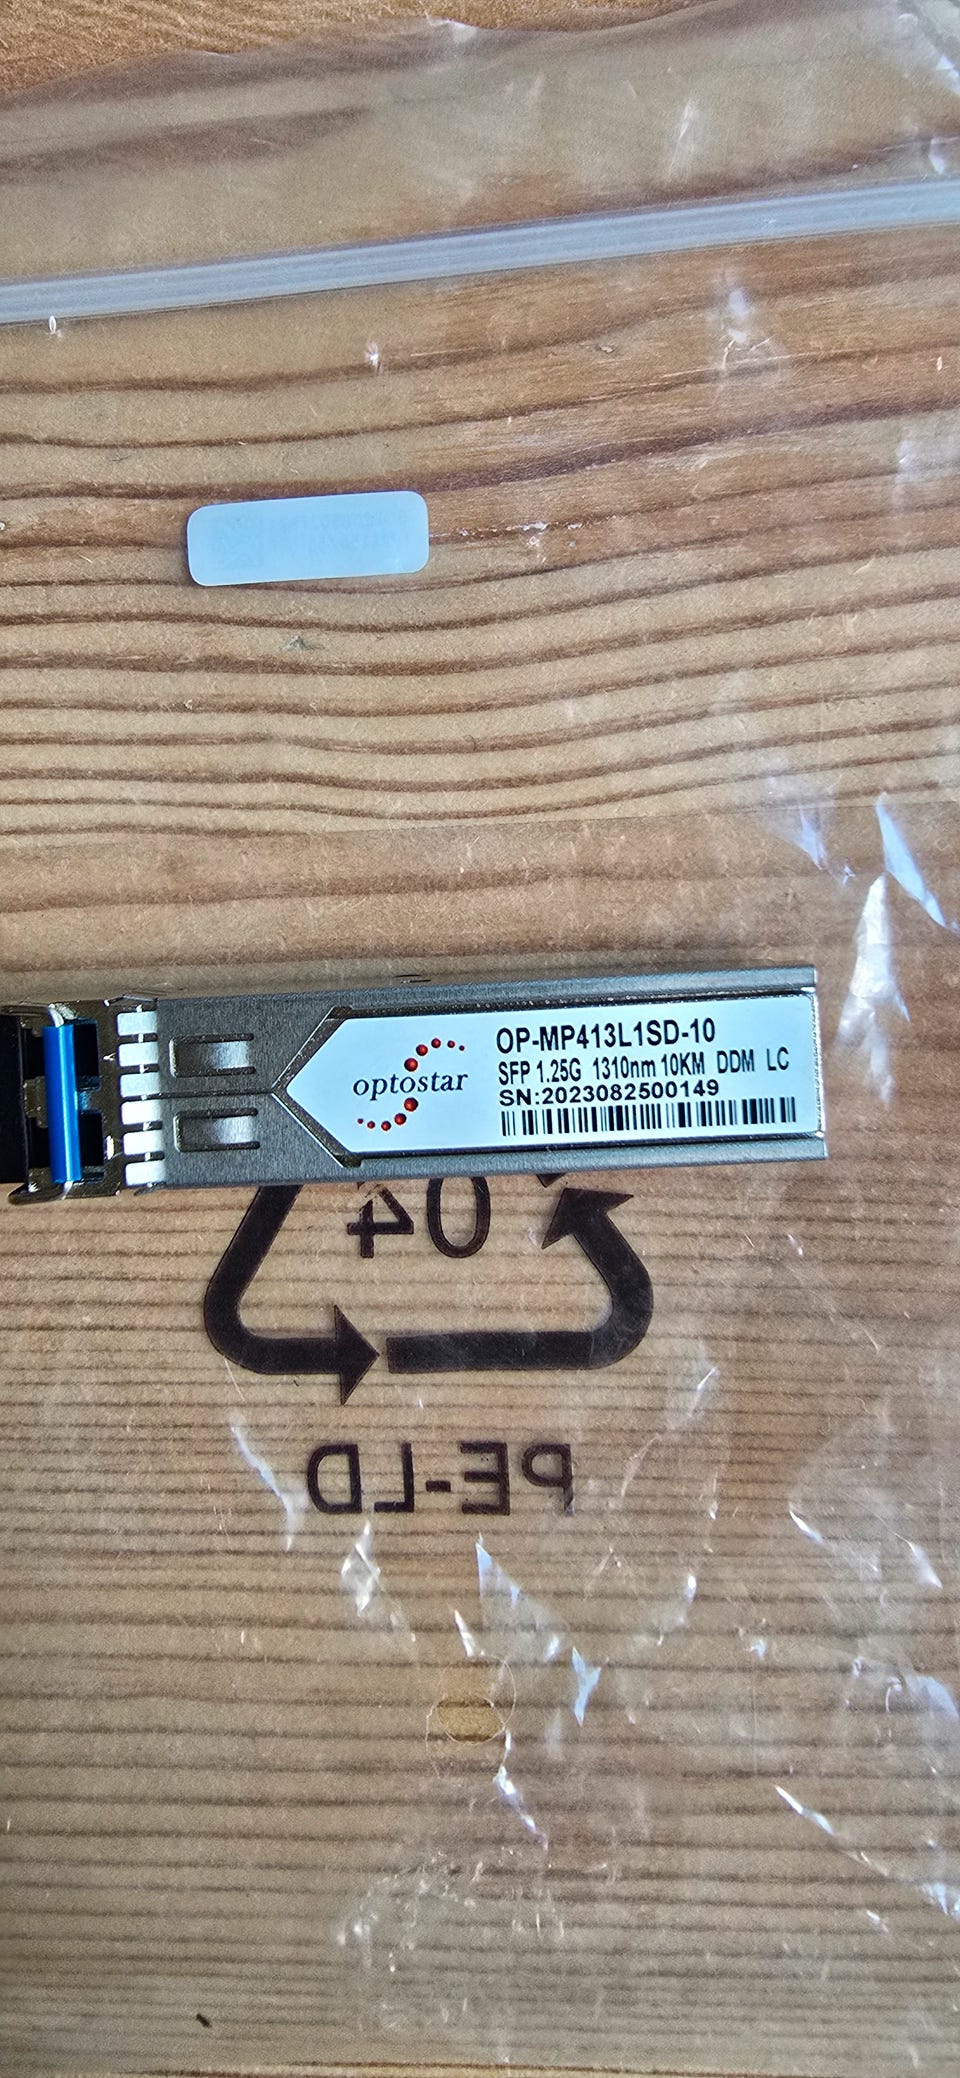 optostar
OP-MP413L1SD-10
SFP 1.25G 1310nm 10KM DDM LC
SN:2023082500149
04
PE-LD